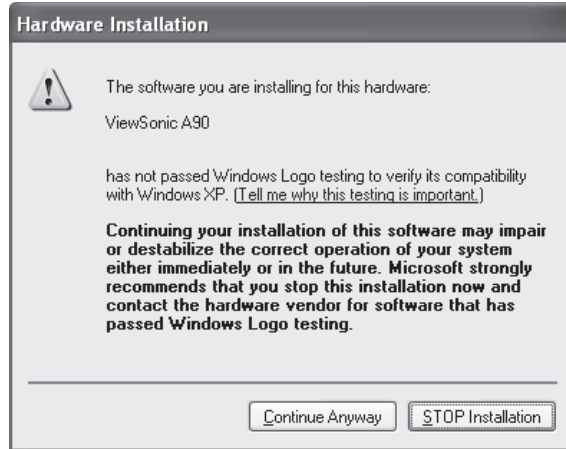 Hardware Installation
The software you are installing for this hardware:
ViewSonic A90
has not passed Windows Logo testing to verify its compatibility
with Windows XP. (Tell me why this testing is important.)
Continuing your installation of this software may impair
or destabilize the correct operation of your system
either immediately or in the future. Microsoft strongly
recommends that you stop this installation now and
contact the hardware vendor for software that has
passed Windows Logo testing.
Continue Anyway
STOP Installation